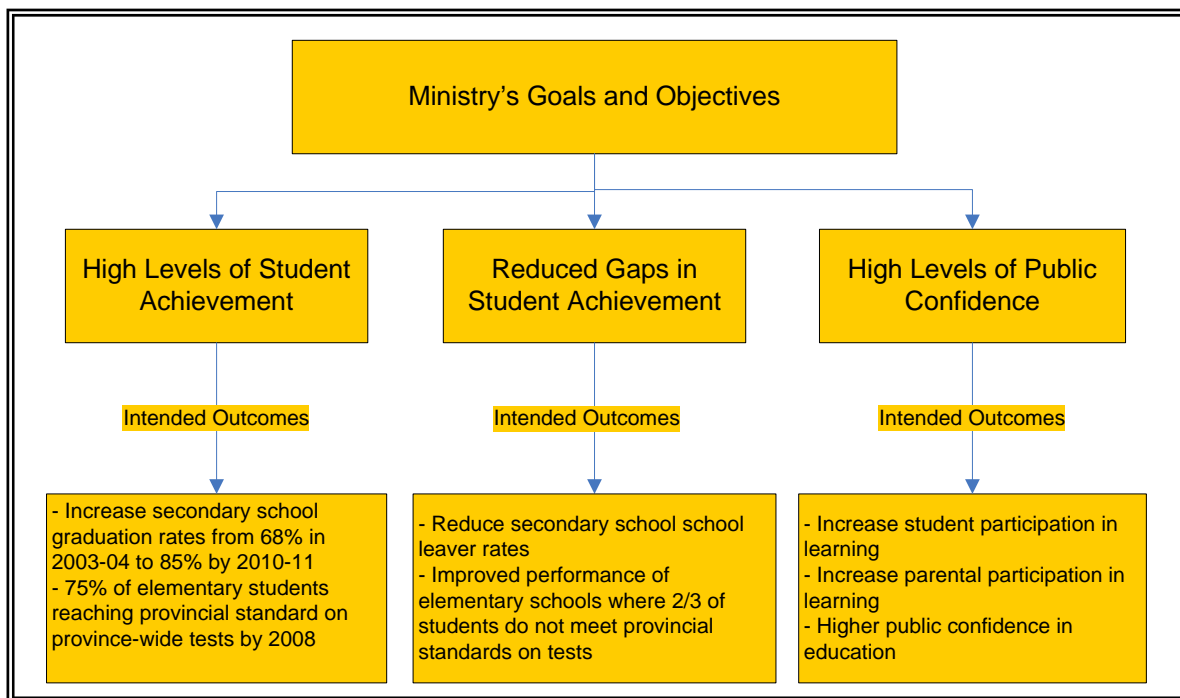 Ministry's Goals and Objectives
High Levels of Student
Achievement
Reduced Gaps in
Student Achievement
High Levels of Public
Confidence
Intended Outcomes
Intended Outcomes
Intended Outcomes
- Increase secondary school
graduation rates from 68% in
2003-04 to 85% by 2010-11
- 75% of elementary students
reaching provincial standard on
province-wide tests by 2008
- Reduce secondary school school
leaver rates
- Improved performance of
elementary schools where 2/3 of
students do not meet provincial
standards on tests
- Increase student participation in
learning
- Increase parental participation in
learning
- Higher public confidence in
education